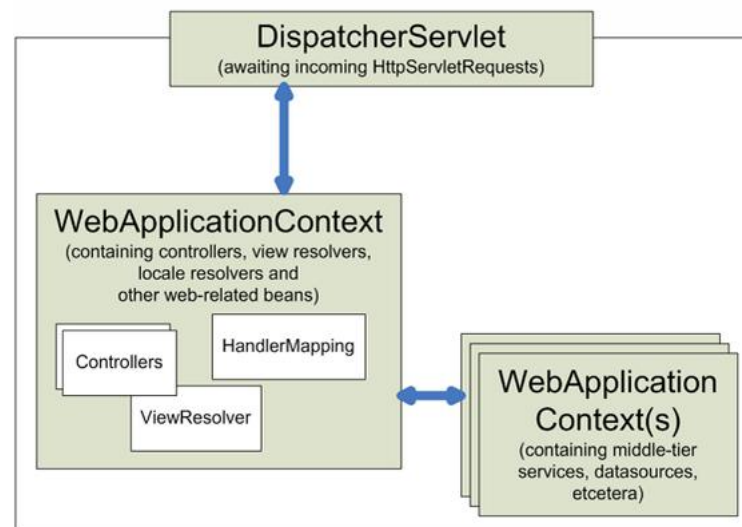 DispatcherServlet
(awaiting incoming HttpServletRequests)
WebApplicationContext
(containing controllers, view resolvers,
locale resolvers and
other web-related beans)
Controllers
HandlerMapping
ViewResolver
WebApplication
Context(s)
(containing middle-tier
services, datasources,
etcetera)